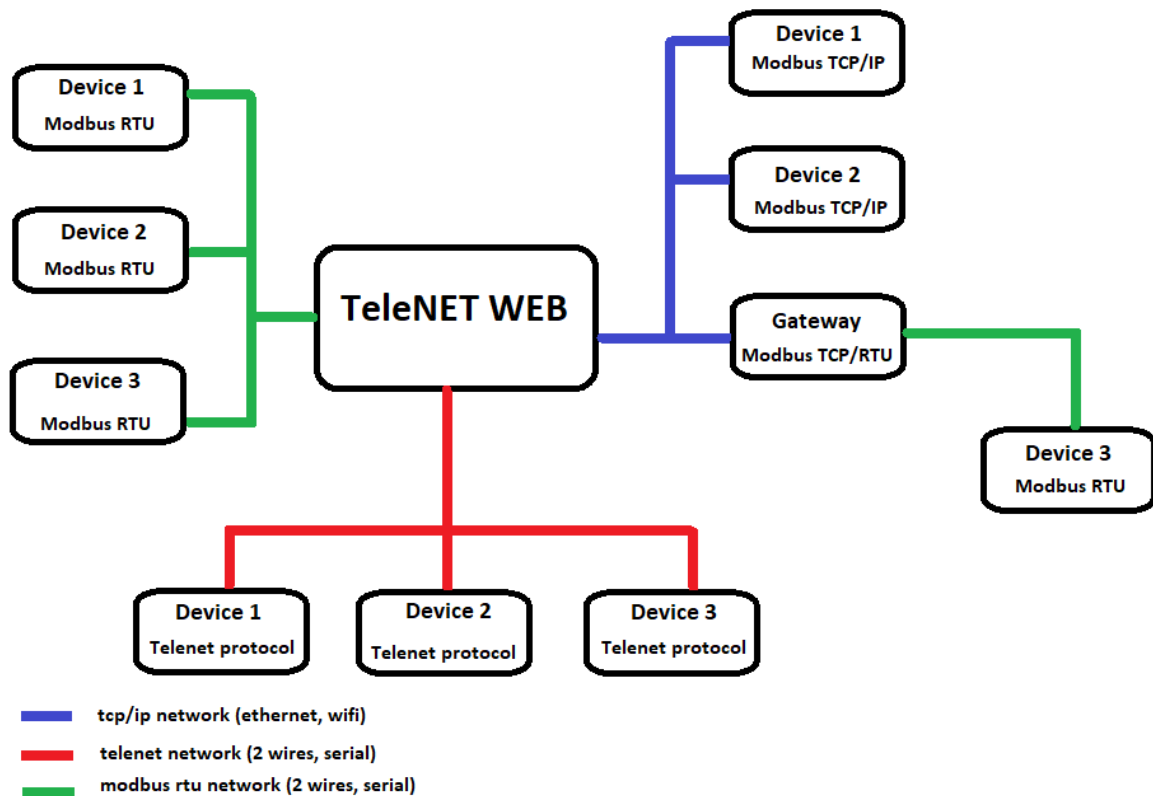 Device 1
Modbus TCP/IP
Device 1
Modbus RTU
Device 2
Modbus TCP/IP
Device 2
Modbus RTU
TeleNET WEB
Gateway
Modbus TCP/RTU
Device 3
Modbus RTU
Device 3
Modbus RTU
Device 1
Telenet protocol
Device 2
Telenet protocol
Device 3
Telenet protocol
tcp/ip network (ethernet, wifi)
telenet network (2 wires, serial)
modbus rtu network (2 wires, serial)